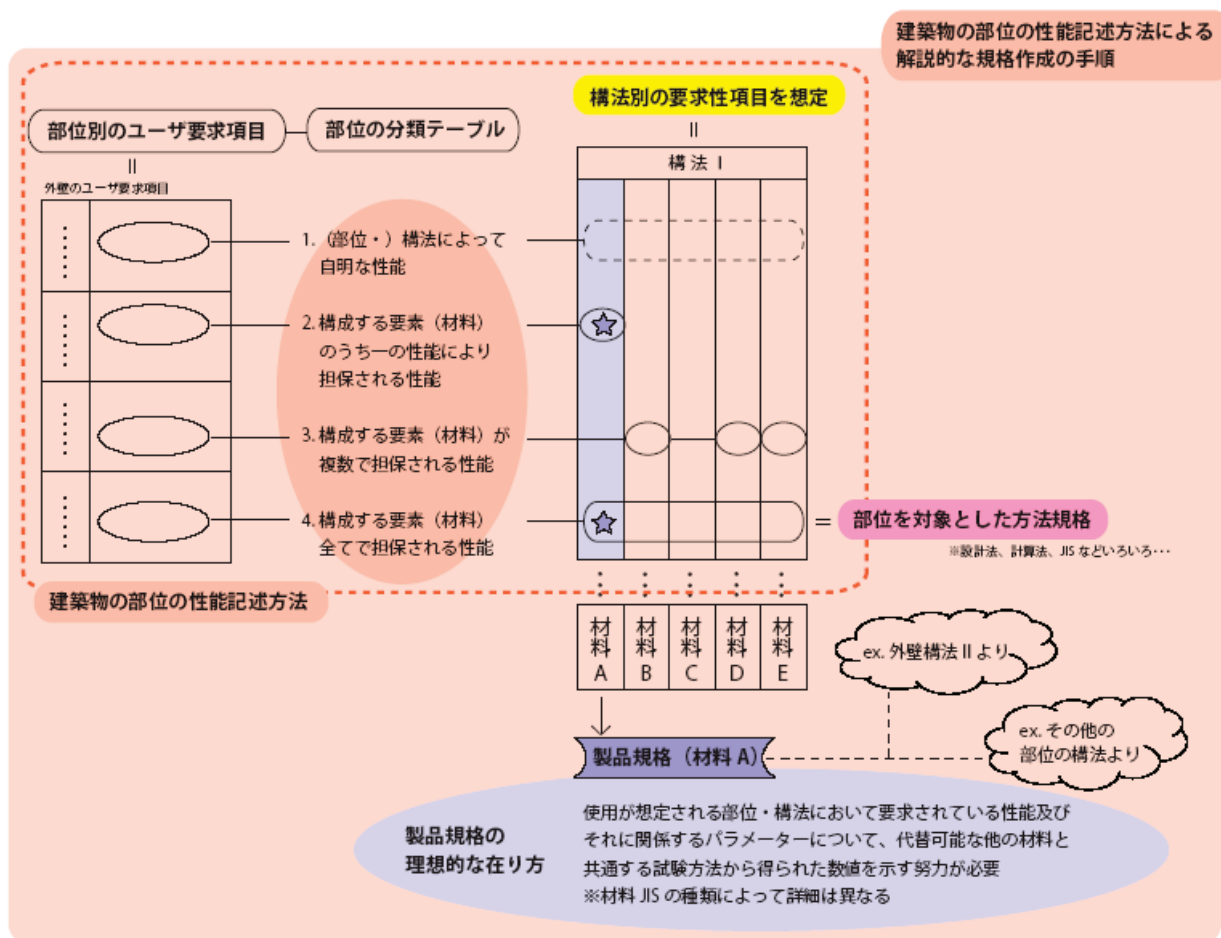 建築物の部位の性能記述方法による
解説的な規格作成の手順
構法別の要求性項目を想定
部位別のユーザ要求項目
部位の分類テーブル
=
=
外壁のユーザ要求項目
構法 I
1.（部位・）構法によって
自明な性能
2. 構成する要素（材料）
のうち一の性能により
担保される性能
3. 構成する要素（材料）が
複数で担保される性能
4. 構成する要素（材料）
全てで担保される性能
= 部位を対象とした方法規格
※設計法、計算法、JIS などいろいろ・・・
建築物の部位の性能記述方法
材料A
材料B
材料C
材料D
材料E
ex. 外壁構法 II より
ex. その他の
部位の構法より
製品規格（材料 A）
製品規格の
理想的な在り方
使用が想定される部位・構法において要求されている性能及び
それに関係するパラメーターについて、代替可能な他の材料と
共通する試験方法から得られた数値を示す努力が必要
※材料 JIS の種類によって詳細は異なる